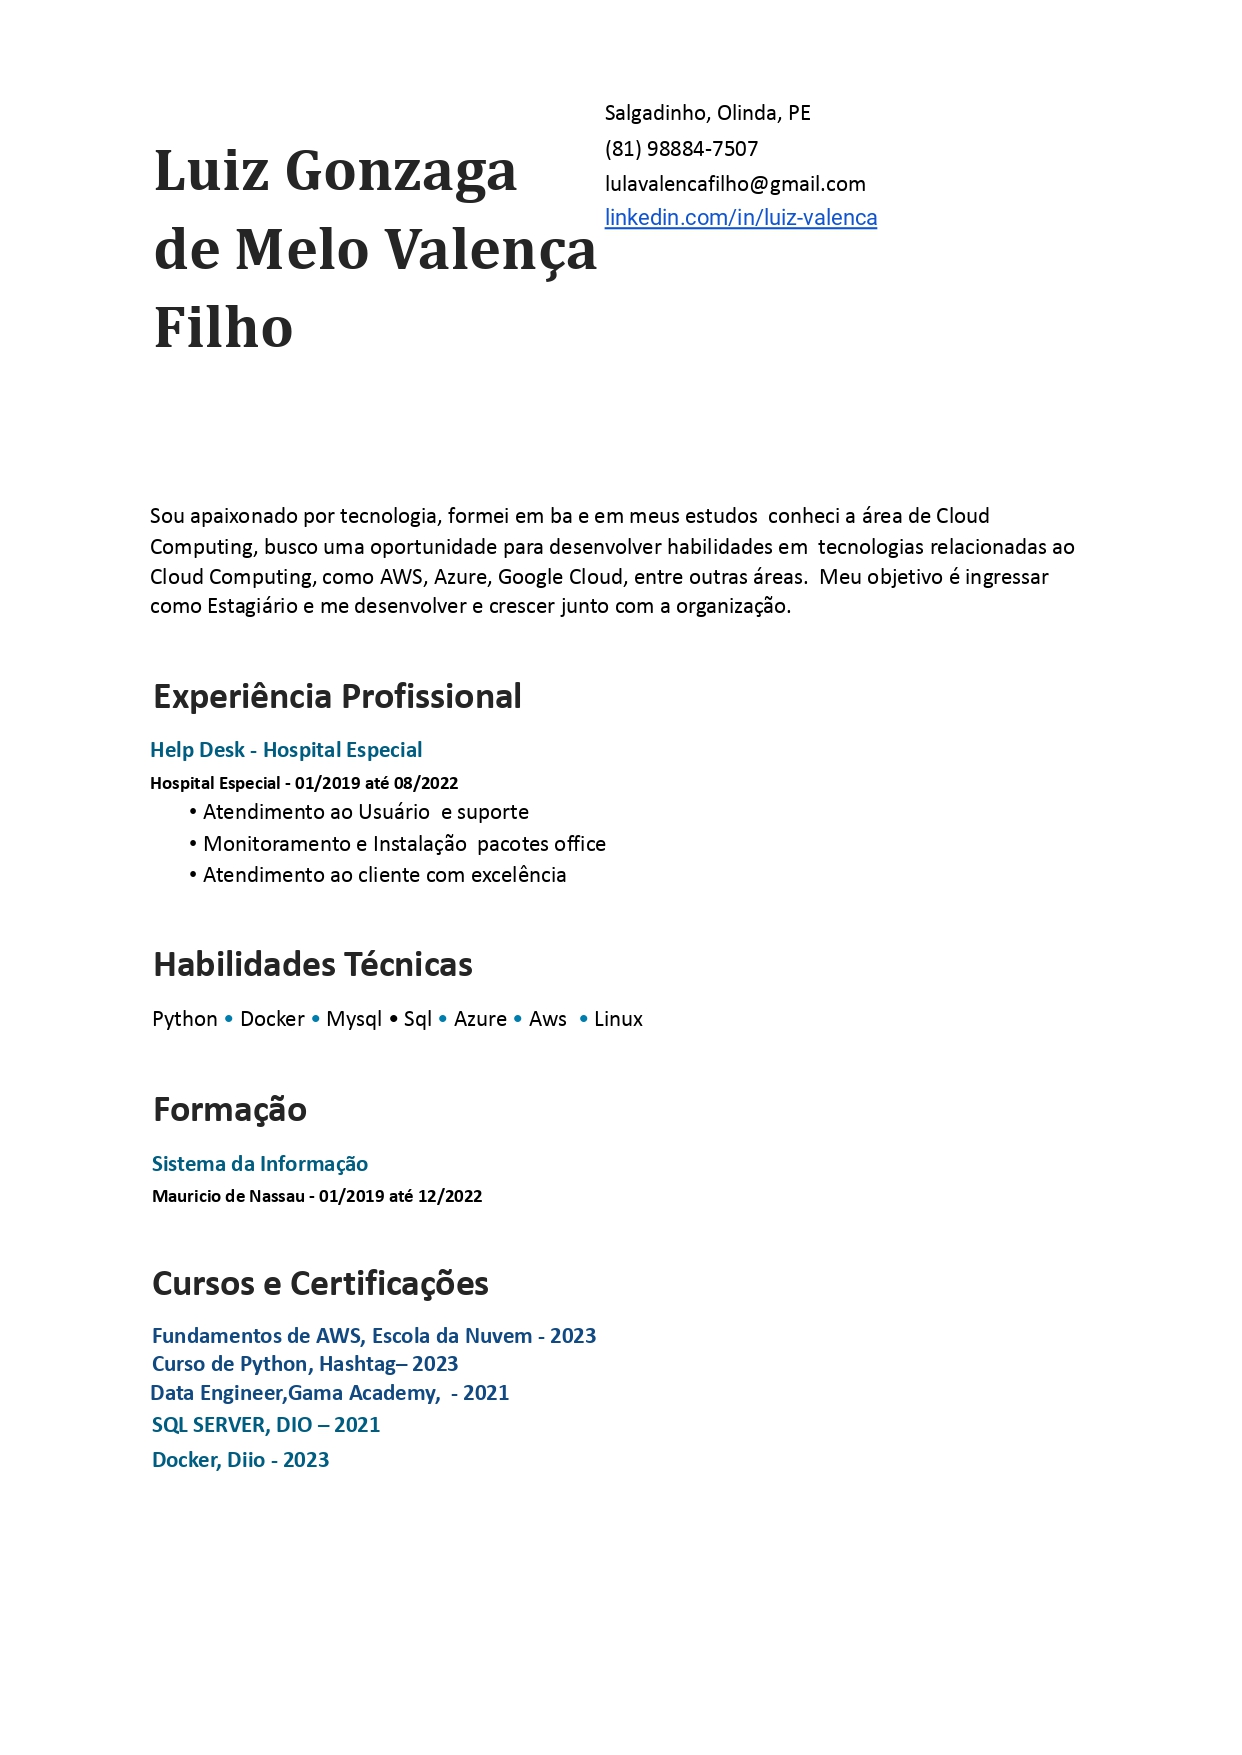 Luiz Gonzaga
de Melo Valença
Filho
Salgadinho, Olinda, PE
(81) 98884-7507
lulavalencafilho@gmail.com
linkedin.com/in/luiz-valenca
Sou apaixonado por tecnologia, formei em ba e em meus estudos  conheci a área de Cloud
Computing, busco uma oportunidade para desenvolver habilidades em  tecnologias relacionadas ao
Cloud Computing, como AWS, Azure, Google Cloud, entre outras áreas.  Meu objetivo é ingressar
como Estagiário e me desenvolver e crescer junto com a organização.
Experiência Profissional
Help Desk - Hospital Especial
Hospital Especial - 01/2019 até 08/2022
• Atendimento ao Usuário  e suporte
• Monitoramento e Instalação  pacotes office
• Atendimento ao cliente com excelência
Habilidades Técnicas
Python • Docker • Mysql • Sql • Azure • Aws  • Linux
Formação
Sistema da Informação
Mauricio de Nassau - 01/2019 até 12/2022
Cursos e Certificações
Fundamentos de AWS, Escola da Nuvem - 2023
Curso de Python, Hashtag– 2023
Data Engineer,Gama Academy,  - 2021
SQL SERVER, DIO – 2021
Docker, Diio - 2023